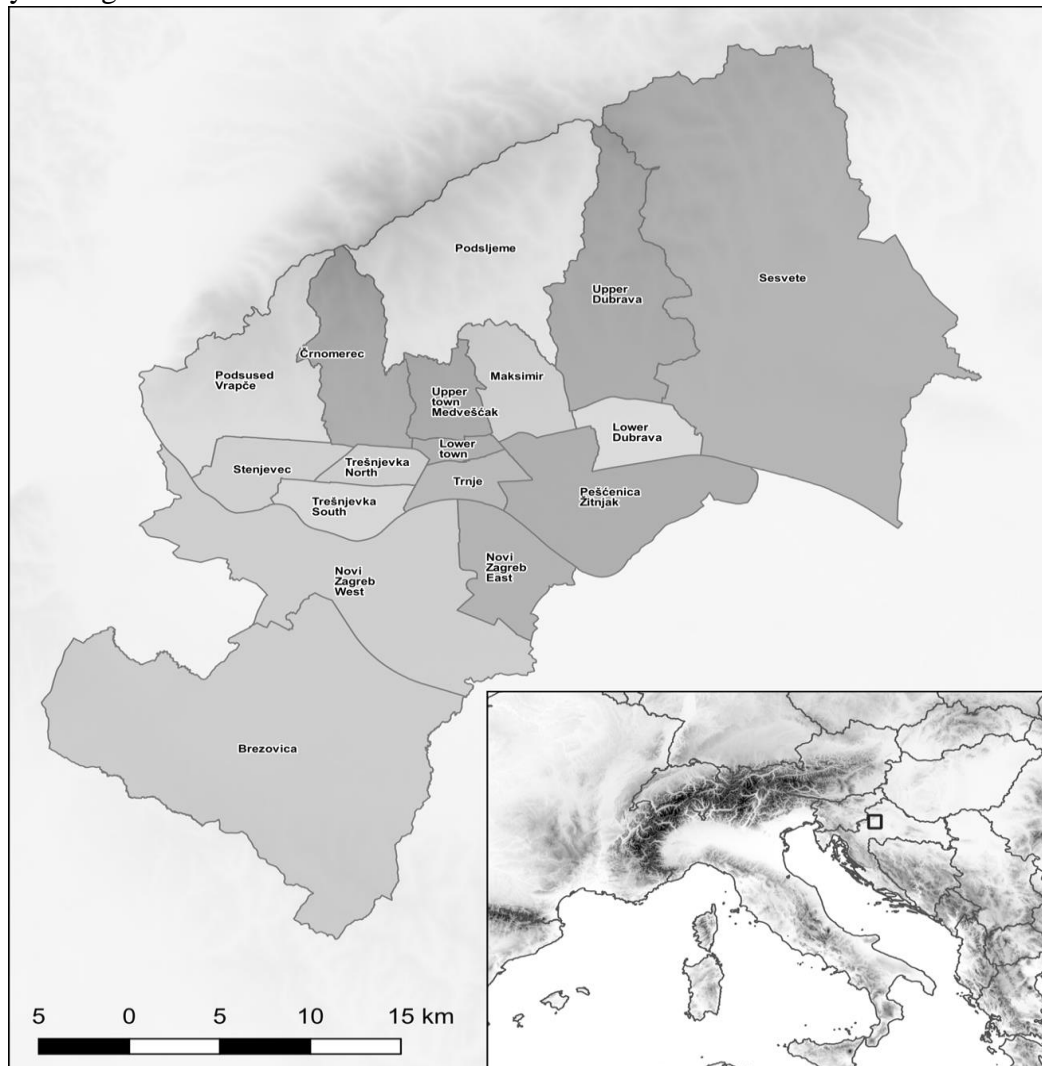 Podsljeme
Sesvete
Upper
Dubrava
Črnomerec
Podsused
Vrapče
Maksimir
Upper
town
Medveščak
Lower
Dubrava
Lower
town
Stenjevec
Trešnjevka
North
Trnje
Trešnjevka
South
Pešćenica
Žitnjak
Novi
Zagreb
East
Novi
Zagreb
West
Brezovica
5 0 5 10 15 km